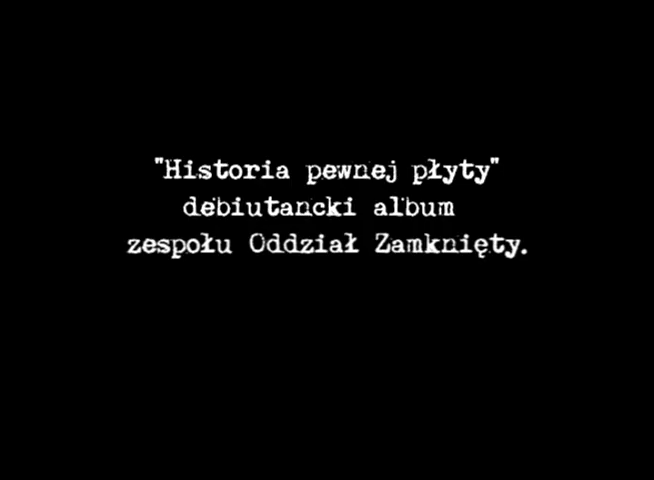 "Historia pewnej płyty"
debiutancki album
zespołu Oddział Zamknięty.